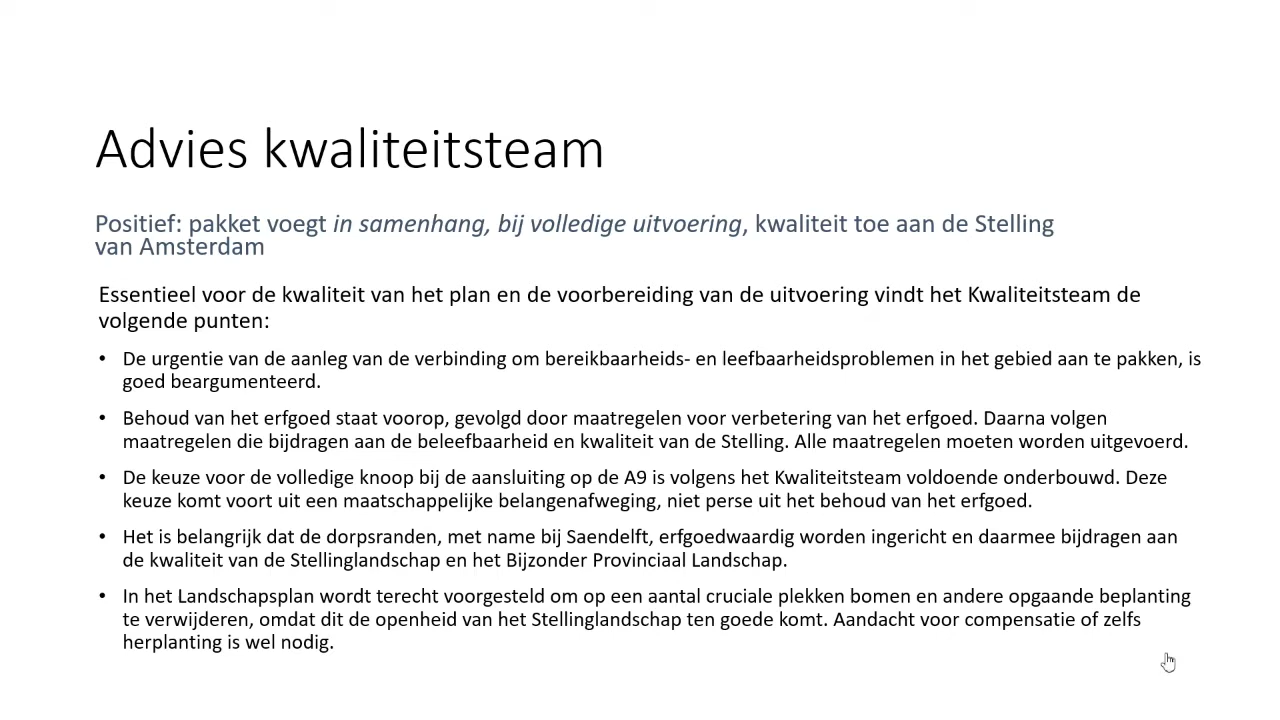 Advies kwaliteitsteam
Positief: pakket voegt in samenhang, bij volledige uitvoering, kwaliteit toe aan de Stelling
van Amsterdam
Essentieel voor de kwaliteit van het plan en de voorbereiding van de uitvoering vindt het Kwaliteitsteam de
volgende punten:
• De urgentie van de aanleg van de verbinding om bereikbaarheids- en leefbaarheidsproblemen in het gebied aan te pakken, is
goed beargumenteerd.
• Behoud van het erfgoed staat voorop, gevolgd door maatregelen voor verbetering van het erfgoed. Daarna volgen
maatregelen die bijdragen aan de beleefbaarheid en kwaliteit van de Stelling. Alle maatregelen moeten worden uitgevoerd.
• De keuze voor de volledige knoop bij de aansluiting op de A9 is volgens het Kwaliteitsteam voldoende onderbouwd. Deze
keuze komt voort uit een maatschappelijke belangenafweging, niet perse uit het behoud van het erfgoed.
• Het is belangrijk dat de dorpsranden, met name bij Saendelft, erfgoedwaardig worden ingericht en daarmee bijdragen aan
de kwaliteit van de Stellinglandschap en het Bijzonder Provinciaal Landschap.
• In het Landschapsplan wordt terecht voorgesteld om op een aantal cruciale plekken bomen en andere opgaande beplanting
te verwijderen, omdat dit de openheid van het Stellinglandschap ten goede komt. Aandacht voor compensatie of zelfs
herplanting is wel nodig.